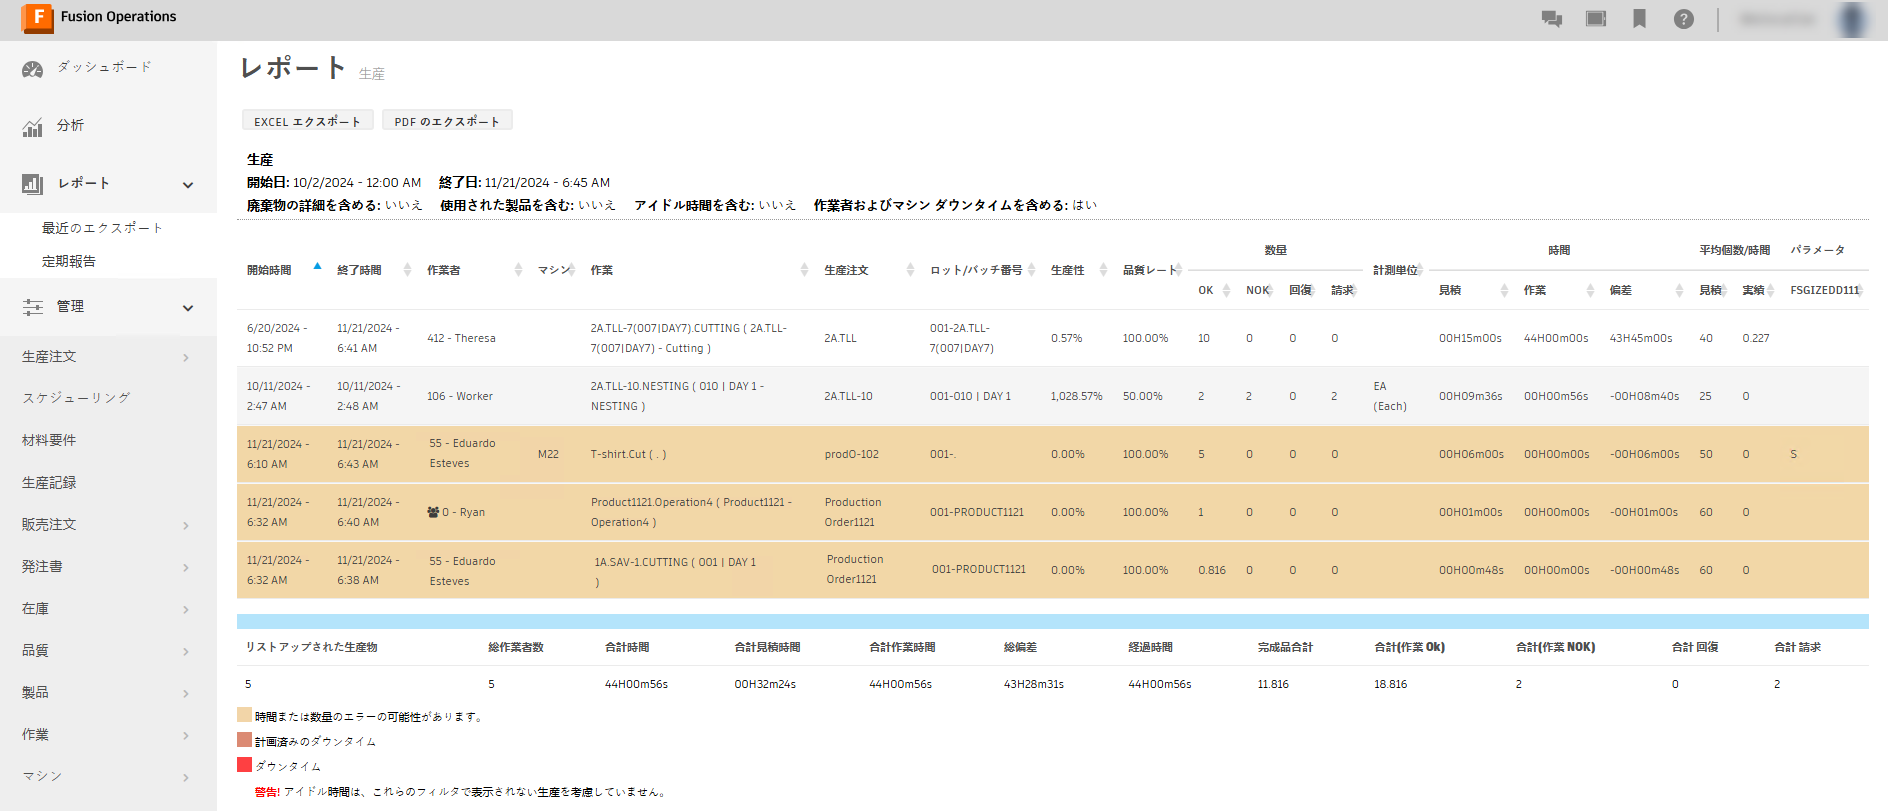 Fusion Operations
ダッシュボード
分析
レポート
最近のエクスポート
定期報告
管理
生産注文
スケジューリング
材料要件
生産記録
販売注文
発注書
在庫
品質
製品
作業
マシン
レポート 生産
EXCEL エクスポート PDF のエクスポート
生産
開始日: 10/2/2024 - 12:00 AM 終了日: 11/21/2024 - 6:45 AM
廃棄物の詳細を含める: いいえ 使用された製品を含む: いいえ アイドル時間を含む: いいえ 作業者およびマシン ダウンタイムを含める: はい
数量 時間 平均個数/時間 パラメータ
開始時間 終了時間 作業者 マシン 作業 生産注文 ロット/バッチ番号 生産性 品質レート 計測単位
OK NOK 回復 請求 見積 作業 偏差 見積 実績 FSGIZEDD111
6/20/2024 - 11/21/2024 - 2A.TLL-7(007|DAY7).CUTTING ( 2A.TLL- 001-2A.TLL-
412 - Theresa 2A.TLL 0.57% 100.00% 10 0 0 0 00H15m00s 44H00m00s 43H45m00s 40 0.227
10:52 PM 6:41 AM 7(007|DAY7) - Cutting ) 7(007|DAY7)
10/11/2024 - 10/11/2024 - 2A.TLL-10.NESTING ( 010 | DAY 1 - EA
106 - Worker 2A.TLL-10 001-010 | DAY 1 1,028.57% 50.00% 2 2 0 2 00H09m36s 00H00m56s -00H08m40s 25 0
2:47 AM 2:48 AM NESTING ) (Each)
11/21/2024 - 11/21/2024 - 55 - Eduardo
M22 T-shirt.Cut ( . ) prodO-102 001-. 0.00% 100.00% 5 0 0 0 00H06m00s 00H00m00s -00H06m00s 50 0 S
6:10 AM 6:43 AM Esteves
11/21/2024 - 11/21/2024 - Product1121.Operation4 ( Product1121 - Production
0 - Ryan 001-PRODUCT1121 0.00% 100.00% 1 0 0 0 00H01m00s 00H00m00s -00H01m00s 60 0
6:32 AM 6:40 AM Operation4 ) Order1121
11/21/2024 - 11/21/2024 - 55 - Eduardo 1A.SAV-1.CUTTING ( 001 | DAY 1 Production
001-PRODUCT1121 0.00% 100.00% 0.816 0 0 0 00H00m48s 00H00m00s -00H00m48s 60 0
6:32 AM 6:38 AM Esteves ) Order1121
リストアップされた生産物 総作業者数 合計時間 合計見積時間 合計作業時間 総偏差 経過時間 完成品合計 合計(作業 Ok) 合計(作業 NOK) 合計 回復 合計 請求
5 5 44H00m56s 00H32m24s 44H00m56s 43H28m31s 44H00m56s 11.816 18.816 2 0 2
時間または数量のエラーの可能性があります。
計画済みのダウンタイム
ダウンタイム
警告! アイドル時間は、これらのフィルタで表示されない生産を考慮していません。